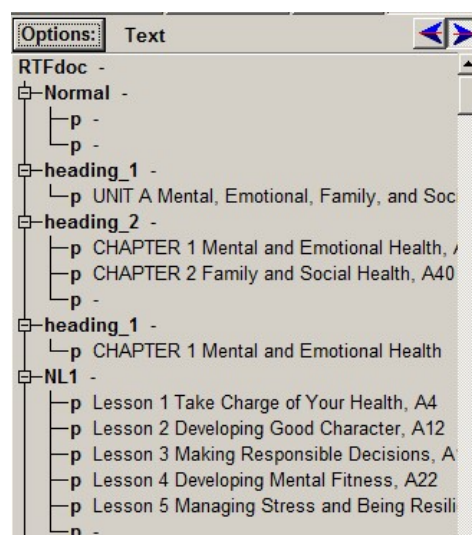 Options: Text
RTFdoc -
Normal -
p -
p -
heading_1 -
p UNIT A Mental, Emotional, Family, and
heading_2 -
p CHAPTER 1 Mental and Emotional Health,
p CHAPTER 2 Family and Social Health, A40
p -
heading_1 -
p CHAPTER 1 Mental and Emotional Health
NL1 -
p Lesson 1 Take Charge of Your Health, A4
p Lesson 2 Developing Good Character, A12
p Lesson 3 Making Responsible Decisions,
p Lesson 4 Developing Mental Fitness, A22
p Lesson 5 Managing Stress and Being
p -